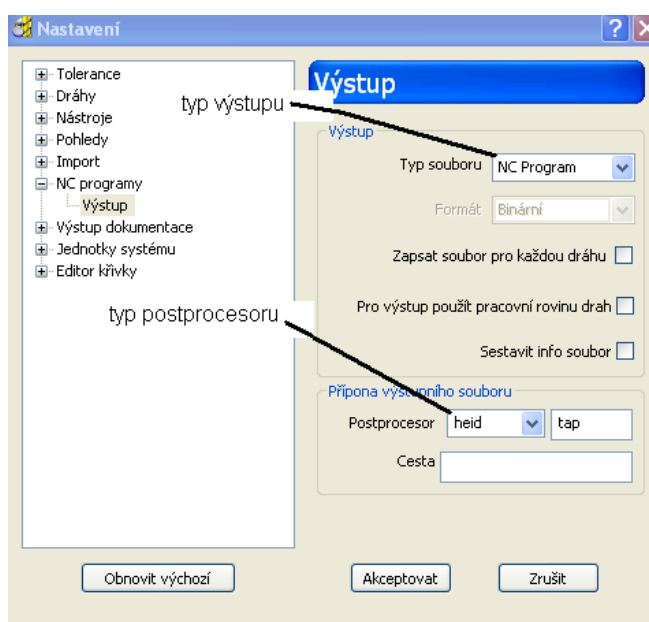 Nastavení
Tolerance
Dráhy
Nástroje
Pohledy
Import
NC programy
Výstup
Výstup dokumentace
Jednotky systému
Editor křivky
typ výstupu
typ postprocesoru
Výstup
Výstup
Typ souboru NC Program
Formát Binární
Zapsat soubor pro každou dráhu
Pro výstup použít pracovní rovinu drah
Sestavit info soubor
Přípona výstupního souboru
Postprocesor heid tap
Cesta
Obnovit výchozí Akceptovat Zrušit